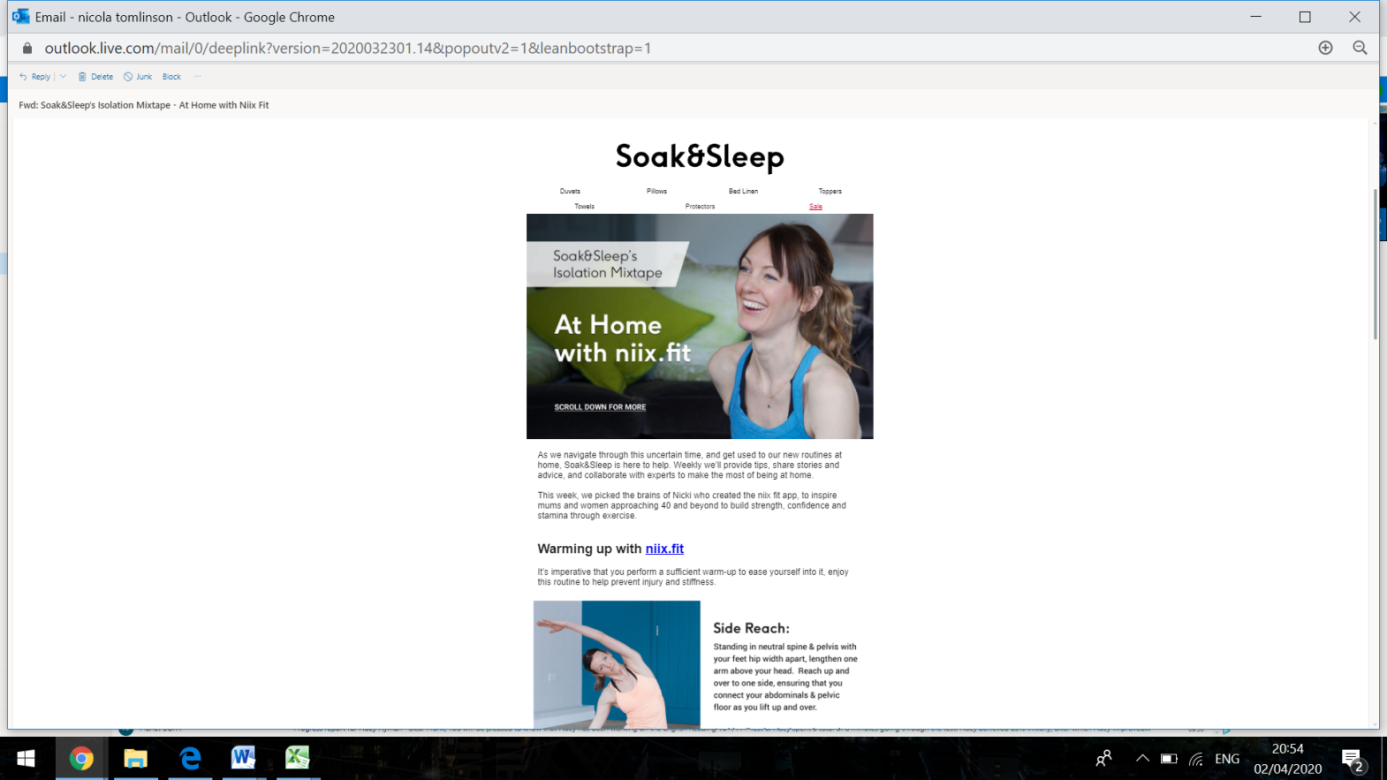 Email - nicola tomlinson - Outlook - Google Chrome
outlook.live.com/mail/0/deeplink?version=2020032301.14&popoutv2=1&leanbootstrap=1
Reply Delete Junk Block ...
Fwd: Soak&Sleep's Isolation Mixtape - At Home with Niix Fit
Soak&Sleep
Duvets Pillows Bed Linen Toppers
Towels Protectors Sale
Soak&Sleep's
Isolation Mixtape
At Home
with niix.fit
SCROLL DOWN FOR MORE
As we navigate through this uncertain time, and get used to our new routines at
home, Soak&Sleep is here to help. Weekly we'll provide tips, share stories and
advice, and collaborate with experts to make the most of being at home.
This week, we picked the brains of Nicki who created the niix fit app, to inspire
mums and women approaching 40 and beyond to build strength, confidence and
stamina through exercise.
Warming up with niix.fit
It's imperative that you perform a sufficient warm-up to ease yourself into it, enjoy
this routine to help prevent injury and stiffness.
Side Reach:
Standing in neutral spine & pelvis with
your feet hip width apart, lengthen one
arm above your head. Reach up and
over to one side, ensuring that you
connect your abdominals & pelvic
floor as you lift up and over.
ENG
20:54
02/04/2020
2